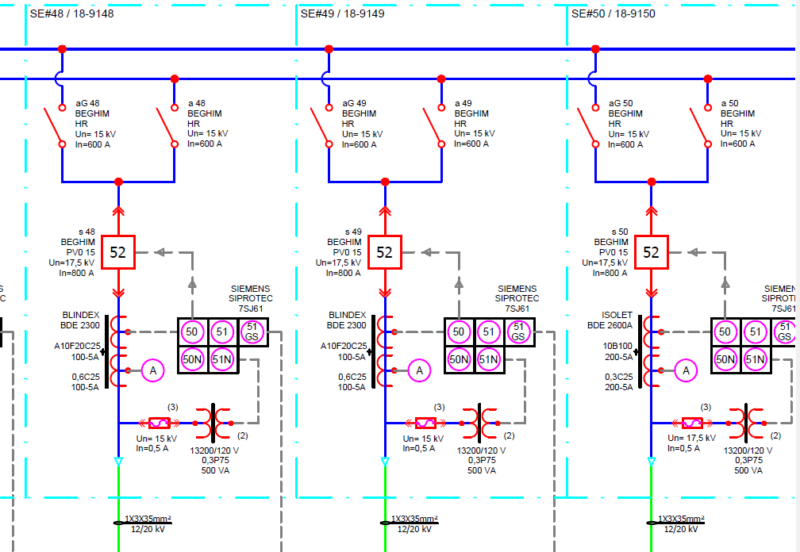 SE#48 / 18-9148
aG 48
BEGHIM
HR
Un= 15 kV
In=600 A
a 48
BEGHIM
HR
Un= 15 kV
In=600 A
s 48
BEGHIM
PV0 15
Un=17,5 kV
In=800 A
52
SIEMENS
SIPROTEC
7SJ61
BLINDEX
BDE 2300
A10F20C25
100-5A
0,6C25
100-5A
A
50
51
51
GS
50N
51N
(3)
Un= 15 kV
In=0,5 A
(2)
13200/120 V
0,3P75
500 VA
1X3X35mm²
12/20 kV
SE#49 / 18-9149
aG 49
BEGHIM
HR
Un= 15 kV
In=600 A
a 49
BEGHIM
HR
Un= 15 kV
In=600 A
s 49
BEGHIM
PV0 15
Un=17,5 kV
In=800 A
52
SIEMENS
SIPROTEC
7SJ61
BLINDEX
BDE 2300
A10F20C25
100-5A
0,6C25
100-5A
A
50
51
51
GS
50N
51N
(3)
Un= 15 kV
In=0,5 A
(2)
13200/120 V
0,3P75
500 VA
1X3X35mm²
12/20 kV
SE#50 / 18-9150
aG 50
BEGHIM
HR
Un= 15 kV
In=600 A
a 50
BEGHIM
HR
Un= 15 kV
In=600 A
s 50
BEGHIM
PV0 15
Un=17,5 kV
In=800 A
52
SIEMEN
SIPROT
7SJ61
ISOLET
BDE 2600A
10B100
200-5A
0,6C25
200-5A
A
50
51
51
GS
50N
51N
(3)
Un= 17,5 kV
In=0,5 A
(2)
13200/120 V
0,3P75
500 VA
1X3X35mm²
12/20 kV